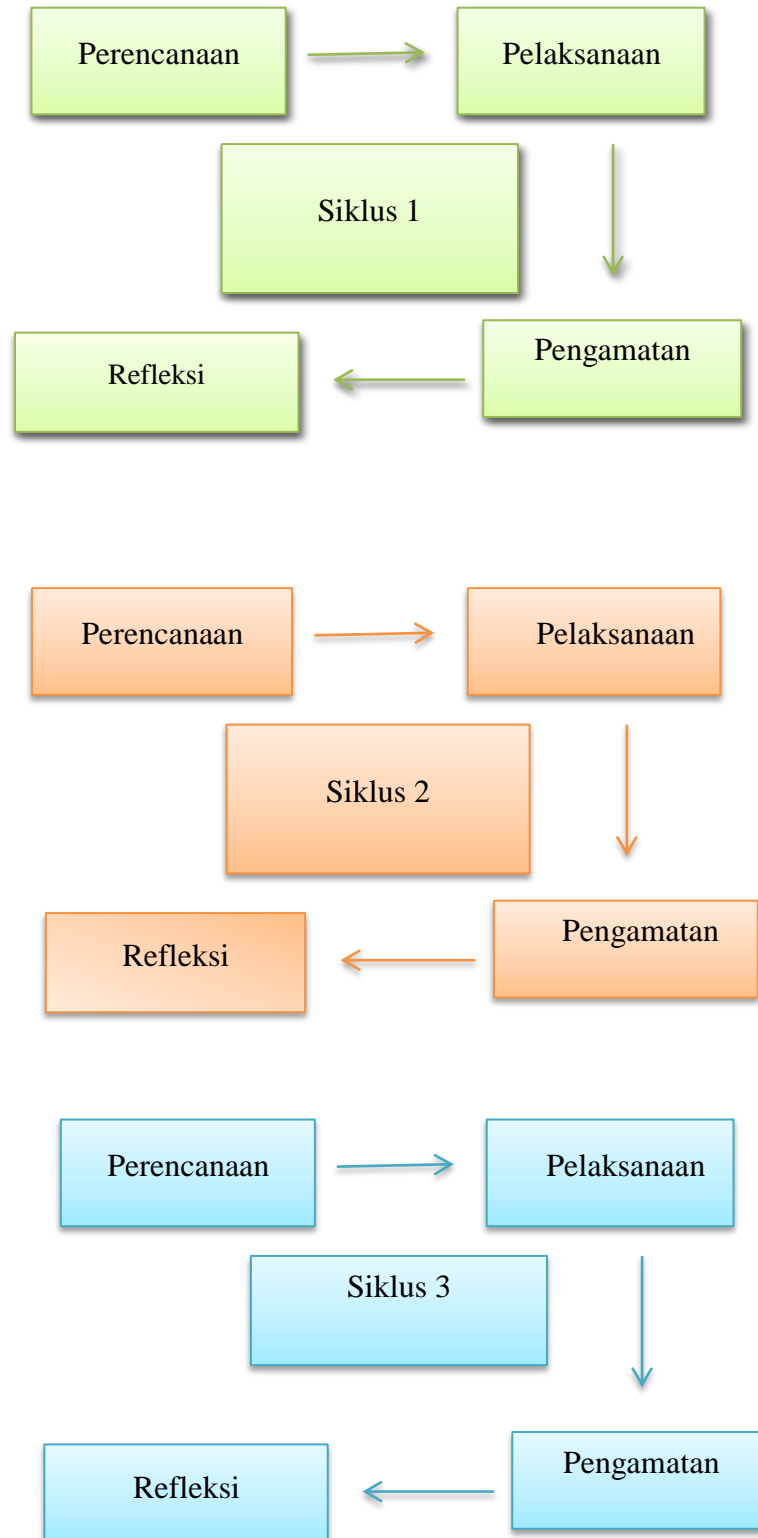 Perencanaan
Pelaksanaan
Siklus 1
Pengamatan
Refleksi
Perencanaan
Pelaksanaan
Siklus 2
Pengamatan
Refleksi
Perencanaan
Pelaksanaan
Siklus 3
Pengamatan
Refleksi